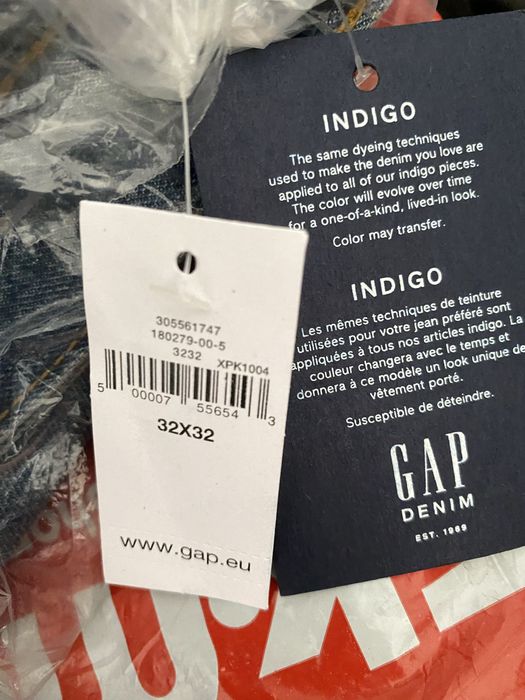 INDIGO
The same dyeing techniques
used to make the denim you love are
applied to all of our indigo pieces.
The color will evolve over time
for a one-of-a-kind, lived-in look.
Color may transfer.
INDIGO
Les mêmes techniques de teinture
utilisées pour votre jean préféré sont
appliquées à tous nos articles indigo. La
couleur changera avec le temps et
donnera à ce modèle un look unique de
vêtement porté.
Susceptible de déteindre.
GAP
DENIM
EST. 1969
305561747
180279-00-5
3232 XPK1004
5 00007 55654 3
32X32
www.gap.eu